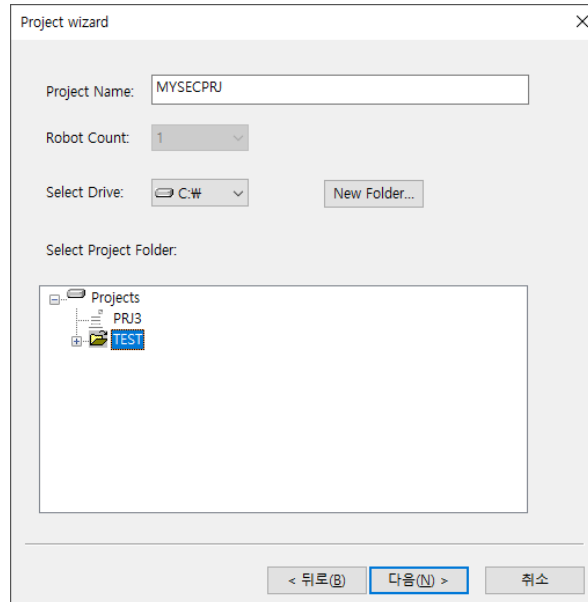 Project wizard
Project Name: MYSECPRJ
Robot Count: 1
Select Drive: C:₩ New Folder...
Select Project Folder:
Projects
PRJ3
TEST
< 뒤로(B) 다음(N) > 취소